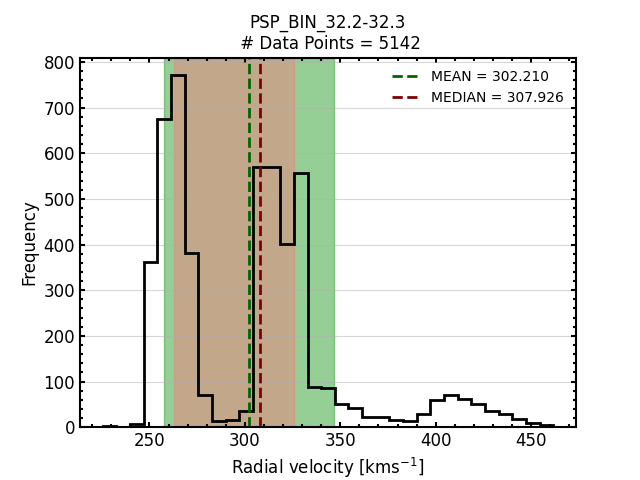 PSP_BIN_32.2-32.3
# Data Points = 5142
MEAN = 302.210
MEDIAN = 307.926
800
700
600
500
400
300
200
100
0
Frequency
250
300
350
400
450
Radial velocity [kms⁻¹]